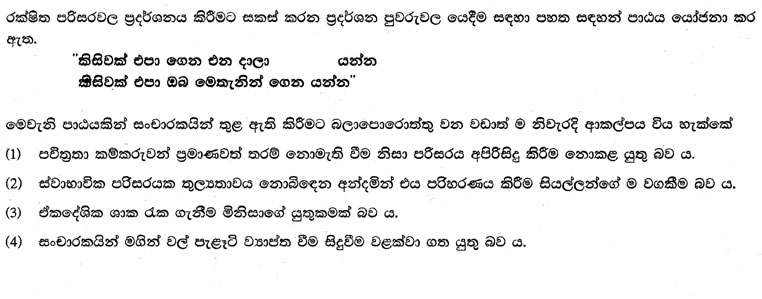 රක්ෂිත පරිසරවල ප්‍රදර්ශනය කිරීමට සකස් කරන ප්‍රදර්ශන පුවරුවල යෙදීම සඳහා පහත සඳහන් පාඨය යෝජනා කර
ඇත.
"කිසිවක් එපා ගෙන එන දාලා යන්න
කිසිවක් එපා ඔබ මෙතැනින් ගෙන යන්න"
මෙවැනි පාඨයකින් සංචාරකයින් තුළ ඇති කිරීමට බලාපොරොත්තු වන වඩාත් ම නිවැරදි ආකල්පය විය හැක්කේ
(1) පවිත්‍රතා කම්කරුවන් ප්‍රමාණවත් තරම් නොමැති වීම නිසා පරිසරය අපිරිසිදු කිරීම නොකළ යුතු බව ය.
(2) ස්වාභාවික පරිසරයක තුල්‍යතාවය නොබිඳෙන අන්දමින් එය පරිහරණය කිරීම සියල්ලන්ගේ ම වගකීම බව ය.
(3) ඒකදේශික ශාක රැක ගැනීම මිනිසාගේ යුතුකමක් බව ය.
(4) සංචාරකයින් මගින් වල් පැළෑටි ව්‍යාප්ත වීම සිදුවීම වළක්වා ගත යුතු බව ය.